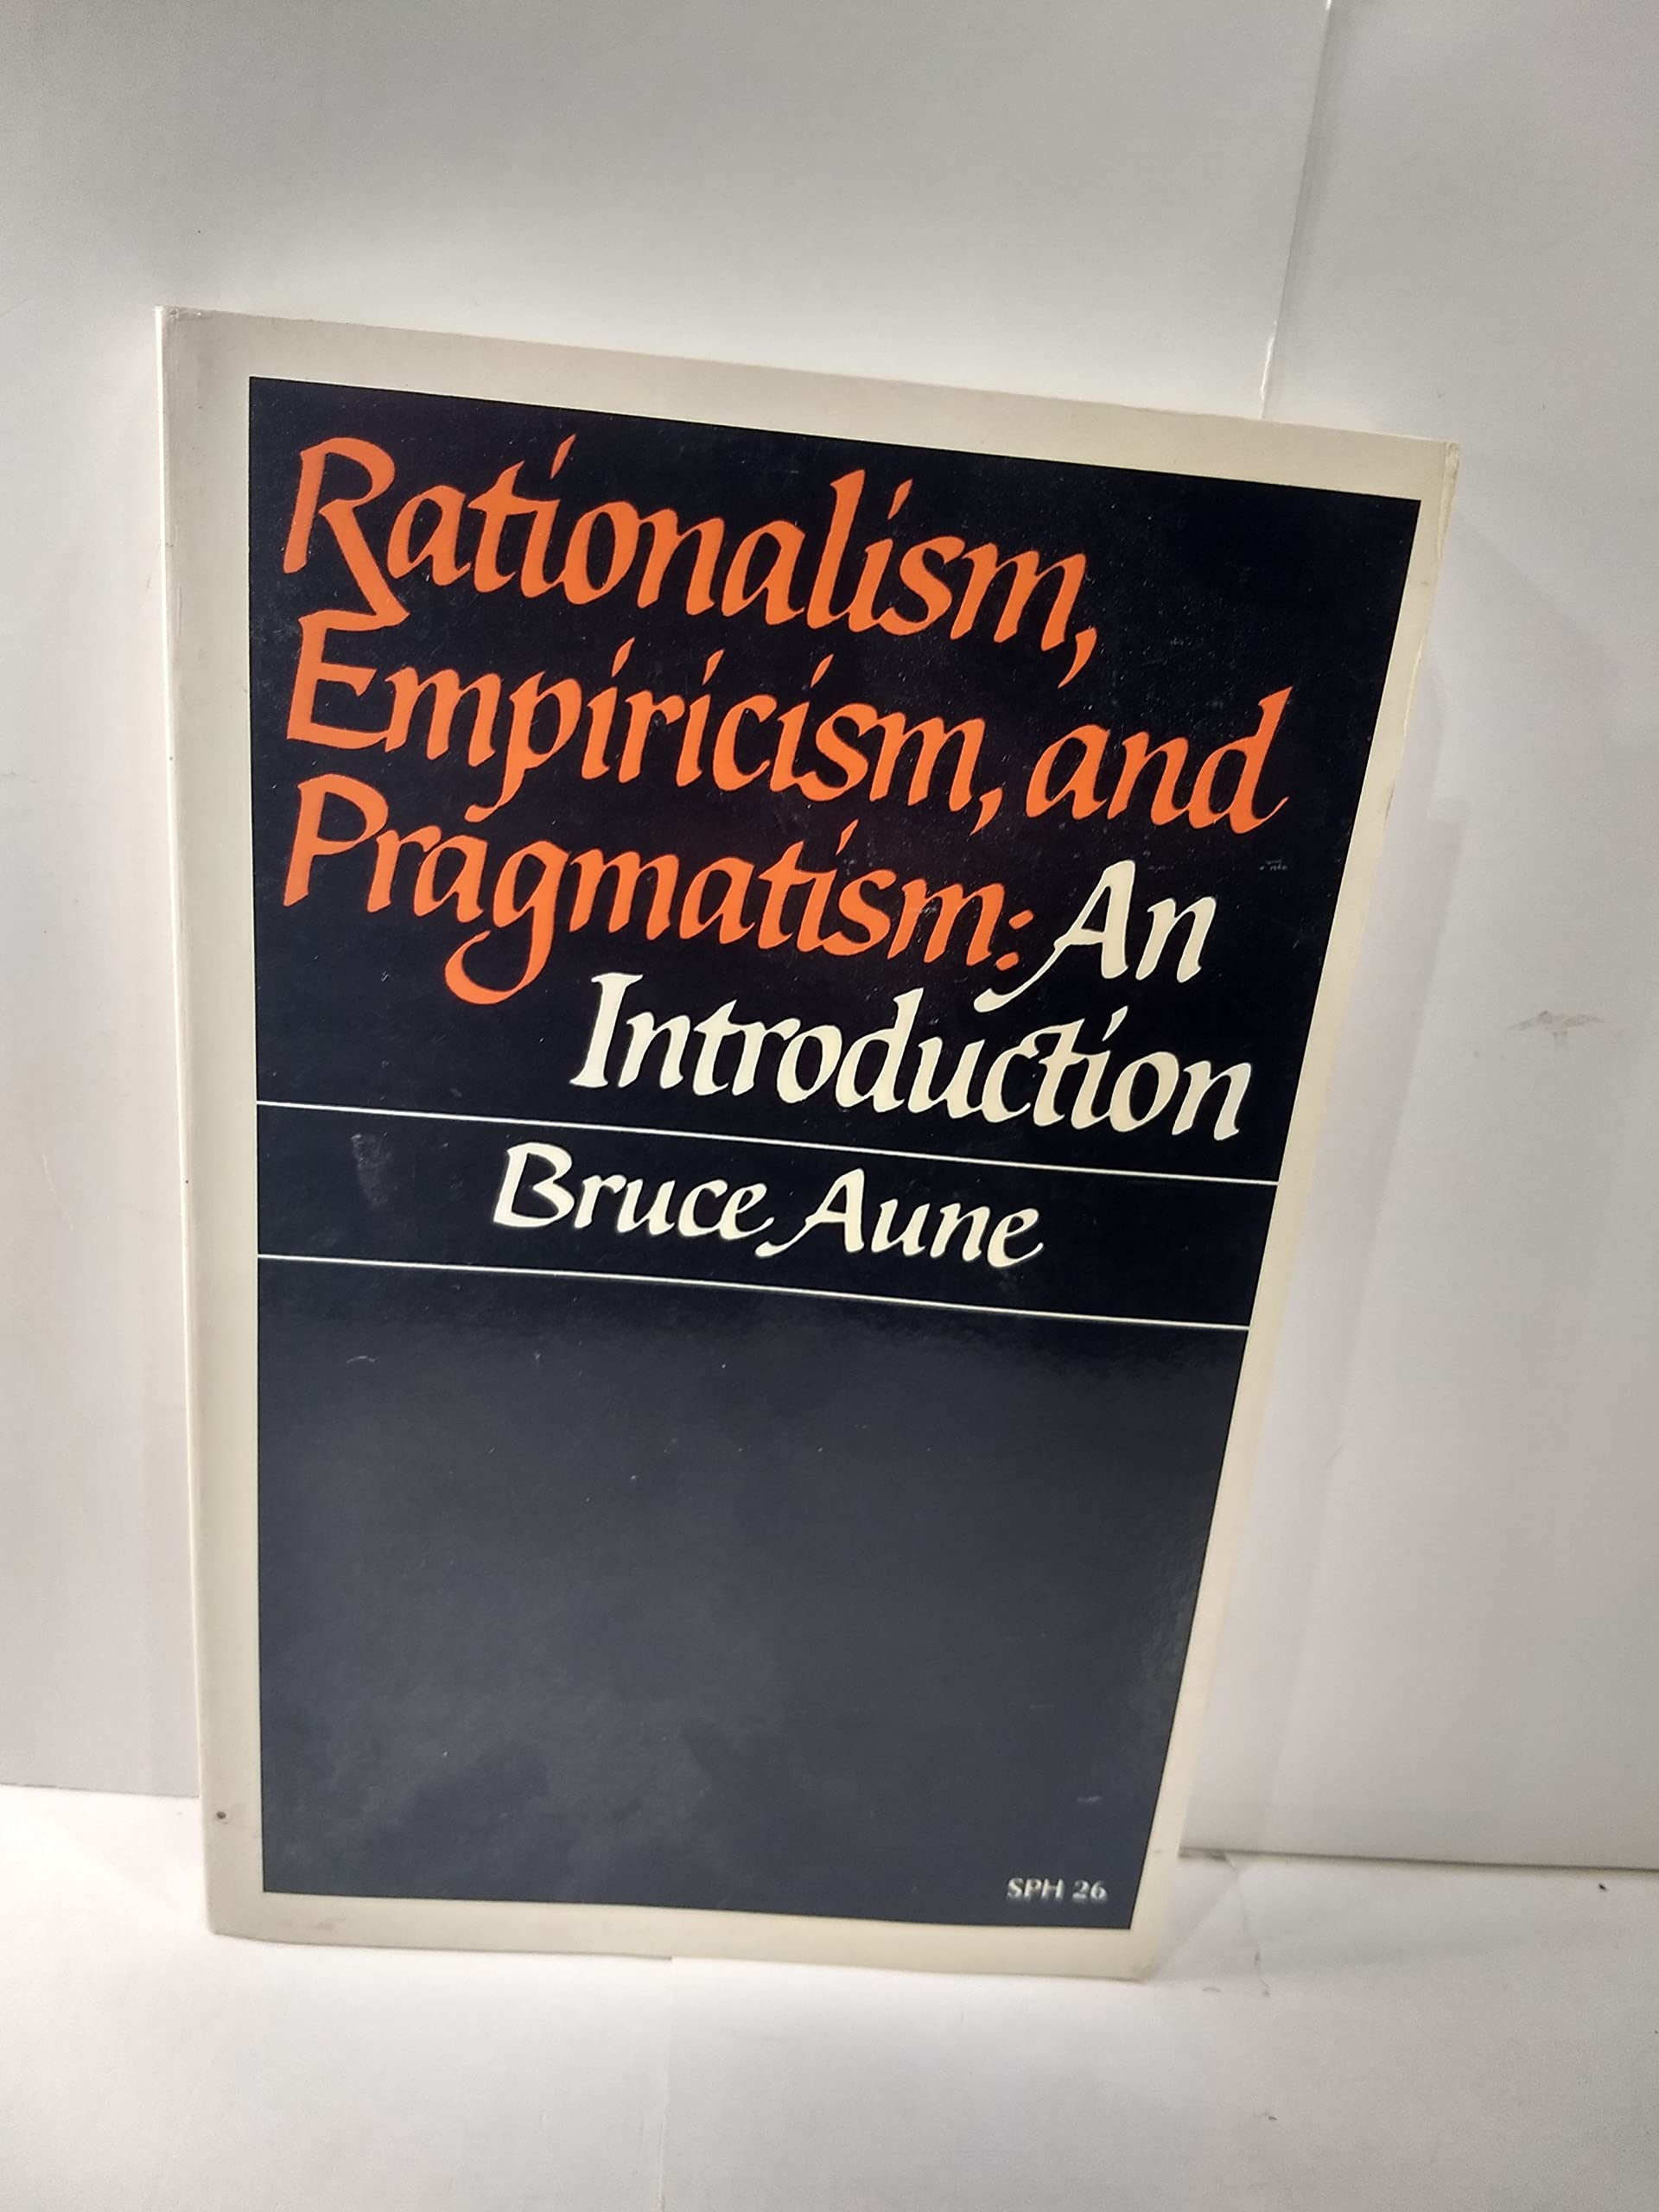 Rationalism,
Empiricism, and
Pragmatism: An
Introduction
Bruce Aune
SPH 26